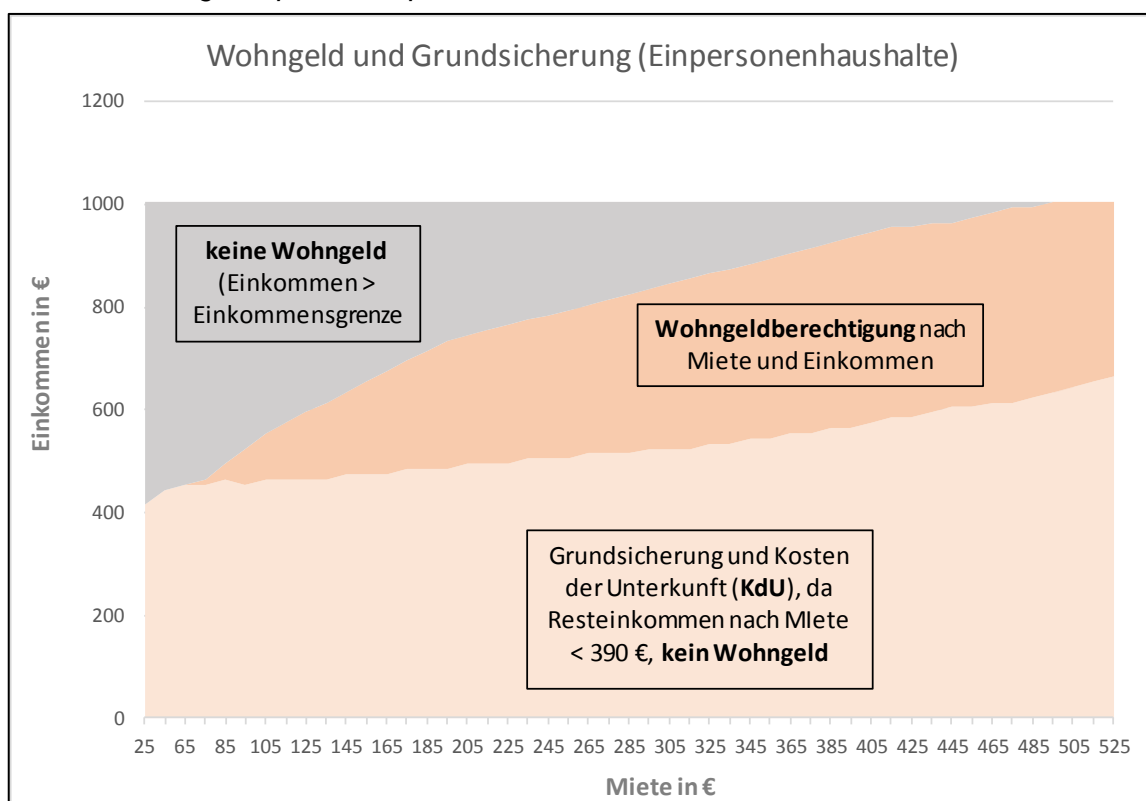 Wohngeld und Grundsicherung (Einpersonenhaushalte)
1200
1000
800
600
400
200
0
Einkommen in €
keine Wohngeld
(Einkommen >
Einkommensgrenze
Wohngeldberechtigung nach
Miete und Einkommen
Grundsicherung und Kosten
der Unterkunft (KdU), da
Resteinkommen nach MIete
< 390 €, kein Wohngeld
25 65 85 105 125 145 165 185 205 225 245 265 285 305 325 345 365 385 405 425 445 465 485 505 525
Miete in €